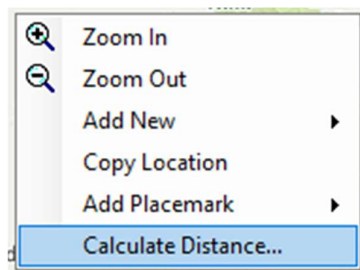 Zoom In
Zoom Out
Add New
Copy Location
Add Placemark
Calculate Distance...